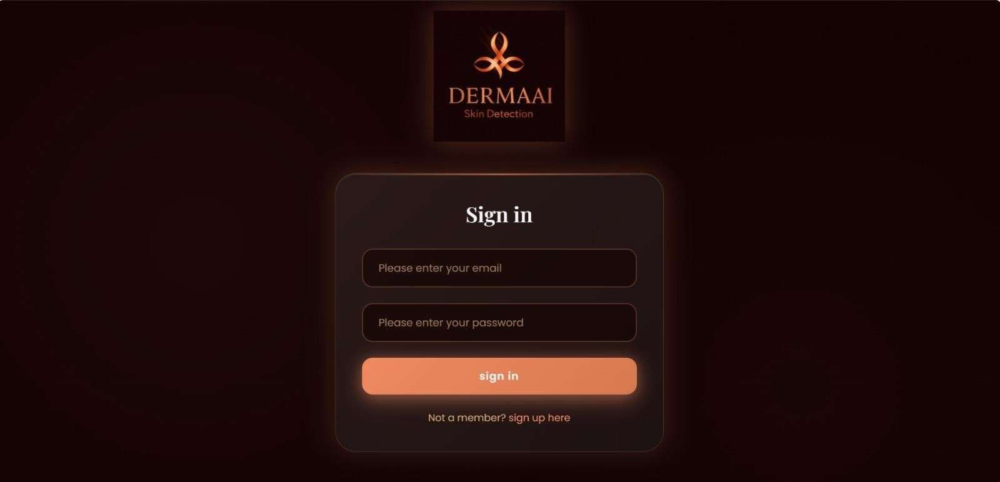 DERMAAI
Skin Detection
Sign in
Please enter your email
Please enter your password
sign in
Not a member? sign up here